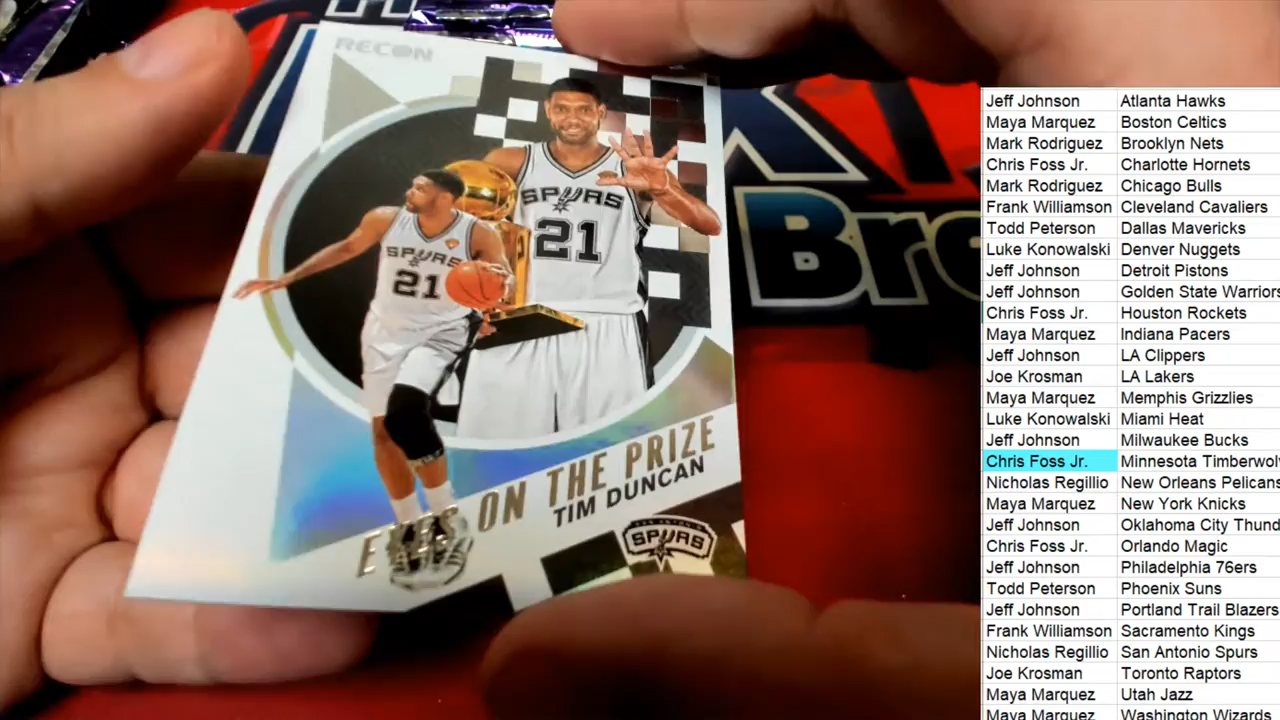 RECON
SPURS
21
SPURS
21
EYES ON THE PRIZE
TIM DUNCAN
SAN ANTONIO
SPURS
Bre
Jeff Johnson Atlanta Hawks
Maya Marquez Boston Celtics
Mark Rodriguez Brooklyn Nets
Chris Foss Jr. Charlotte Hornets
Mark Rodriguez Chicago Bulls
Frank Williamson Cleveland Cavaliers
Todd Peterson Dallas Mavericks
Luke Konowalski Denver Nuggets
Jeff Johnson Detroit Pistons
Jeff Johnson Golden State Warriors
Chris Foss Jr. Houston Rockets
Maya Marquez Indiana Pacers
Jeff Johnson LA Clippers
Joe Krosman LA Lakers
Maya Marquez Memphis Grizzlies
Luke Konowalski Miami Heat
Jeff Johnson Milwaukee Bucks
Chris Foss Jr. Minnesota Timberwol
Nicholas Regillio New Orleans Pelicans
Maya Marquez New York Knicks
Jeff Johnson Oklahoma City Thund
Chris Foss Jr. Orlando Magic
Jeff Johnson Philadelphia 76ers
Todd Peterson Phoenix Suns
Jeff Johnson Portland Trail Blazers
Frank Williamson Sacramento Kings
Nicholas Regillio San Antonio Spurs
Joe Krosman Toronto Raptors
Maya Marquez Utah Jazz
Maya Marquez Washington Wizards